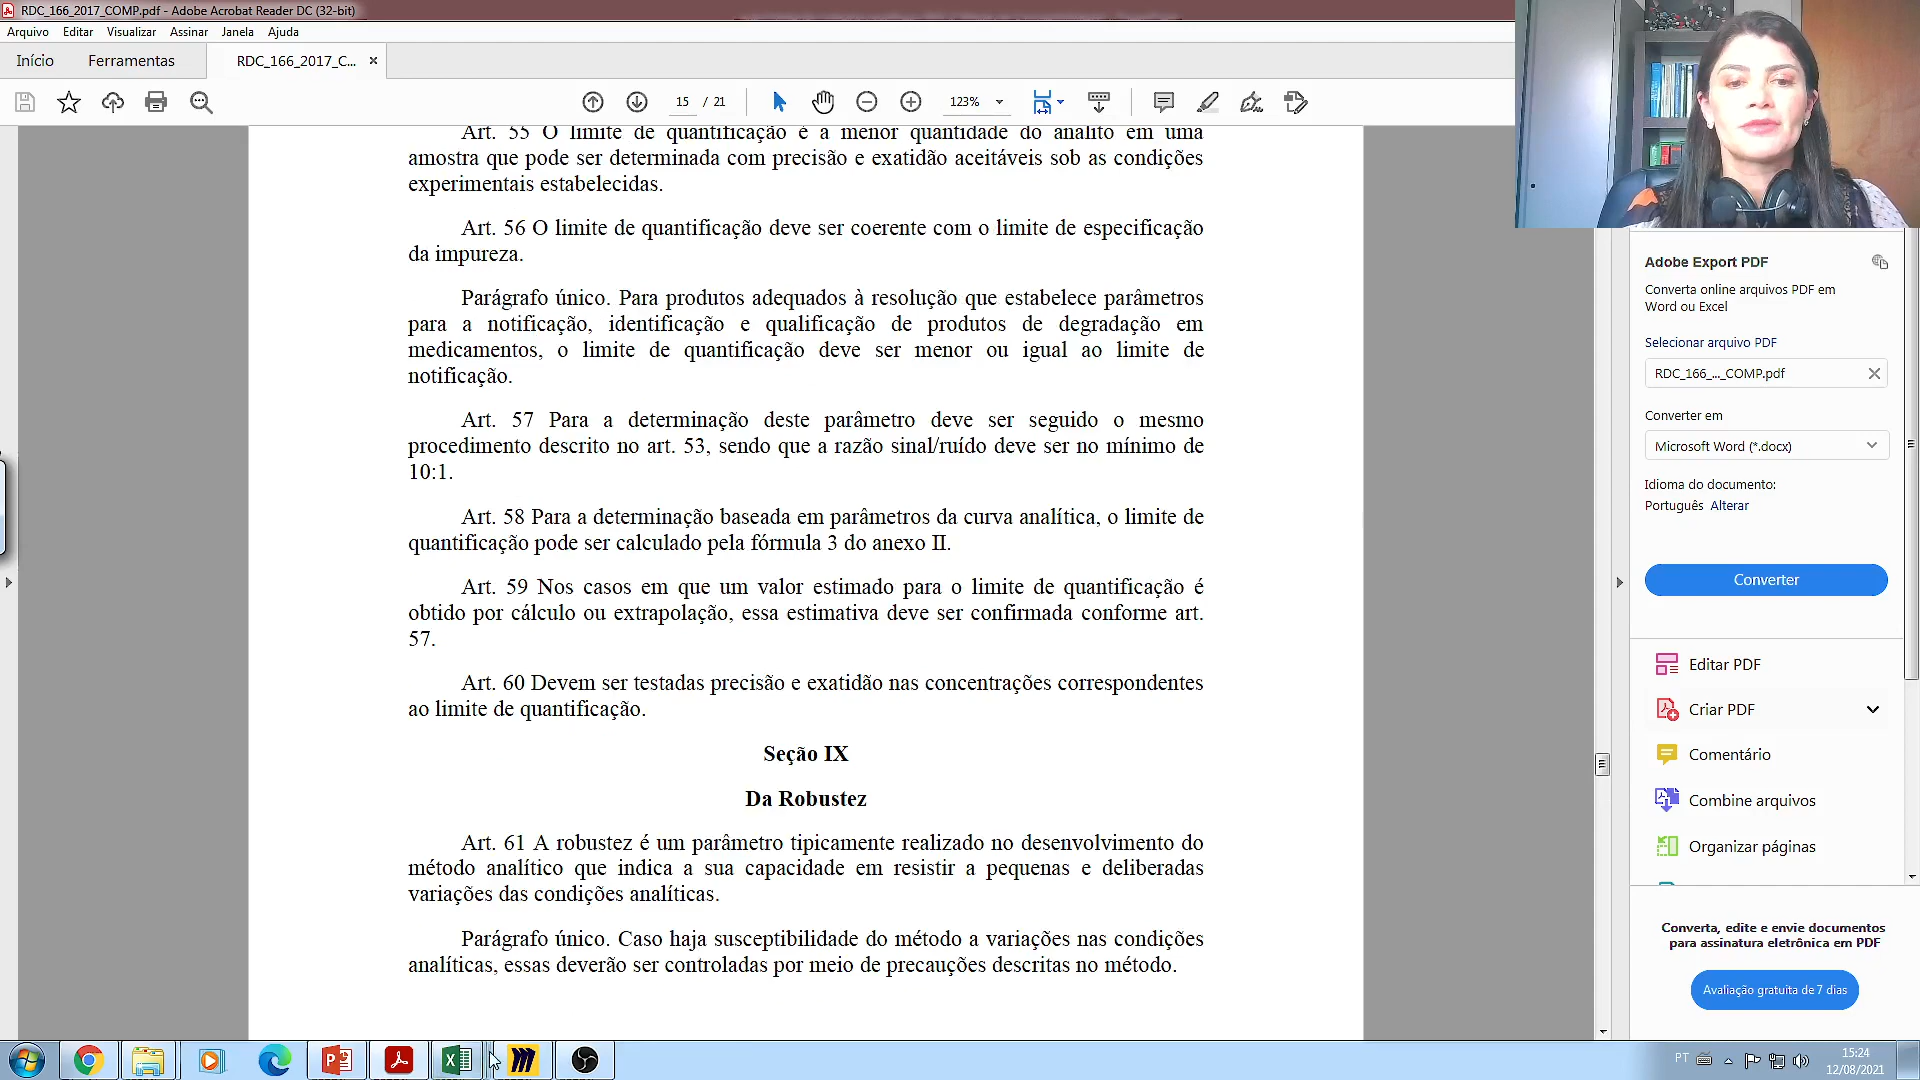 RDC_166_2017_COMP.pdf - Adobe Acrobat Reader DC (32-bit)
Arquivo Editar Visualizar Assinar Janela Ajuda
Início Ferramentas RDC_166_2017_C... ×
15 / 21 123%
Art. 55 O limite de quantificação é a menor quantidade do analito em uma
amostra que pode ser determinada com precisão e exatidão aceitáveis sob as condições
experimentais estabelecidas.
Art. 56 O limite de quantificação deve ser coerente com o limite de especificação
da impureza.
Parágrafo único. Para produtos adequados à resolução que estabelece parâmetros
para a notificação, identificação e qualificação de produtos de degradação em
medicamentos, o limite de quantificação deve ser menor ou igual ao limite de
notificação.
Art. 57 Para a determinação deste parâmetro deve ser seguido o mesmo
procedimento descrito no art. 53, sendo que a razão sinal/ruído deve ser no mínimo de
10:1.
Art. 58 Para a determinação baseada em parâmetros da curva analítica, o limite de
quantificação pode ser calculado pela fórmula 3 do anexo II.
Art. 59 Nos casos em que um valor estimado para o limite de quantificação é
obtido por cálculo ou extrapolação, essa estimativa deve ser confirmada conforme art.
57.
Art. 60 Devem ser testadas precisão e exatidão nas concentrações correspondentes
ao limite de quantificação.
Seção IX
Da Robustez
Art. 61 A robustez é um parâmetro tipicamente realizado no desenvolvimento do
método analítico que indica a sua capacidade em resistir a pequenas e deliberadas
variações das condições analíticas.
Parágrafo único. Caso haja susceptibilidade do método a variações nas condições
analíticas, essas deverão ser controladas por meio de precauções descritas no método.
Adobe Export PDF
Converta online arquivos PDF em
Word ou Excel
Selecionar arquivo PDF
RDC_166_..._COMP.pdf
Converter em
Microsoft Word (*.docx)
Idioma do documento:
Português Alterar
Converter
Editar PDF
Criar PDF
Comentário
Combine arquivos
Organizar páginas
Converta, edite e envie documentos
para assinatura eletrônica em PDF
Avaliação gratuita de 7 dias
PT
15:24
12/08/2021